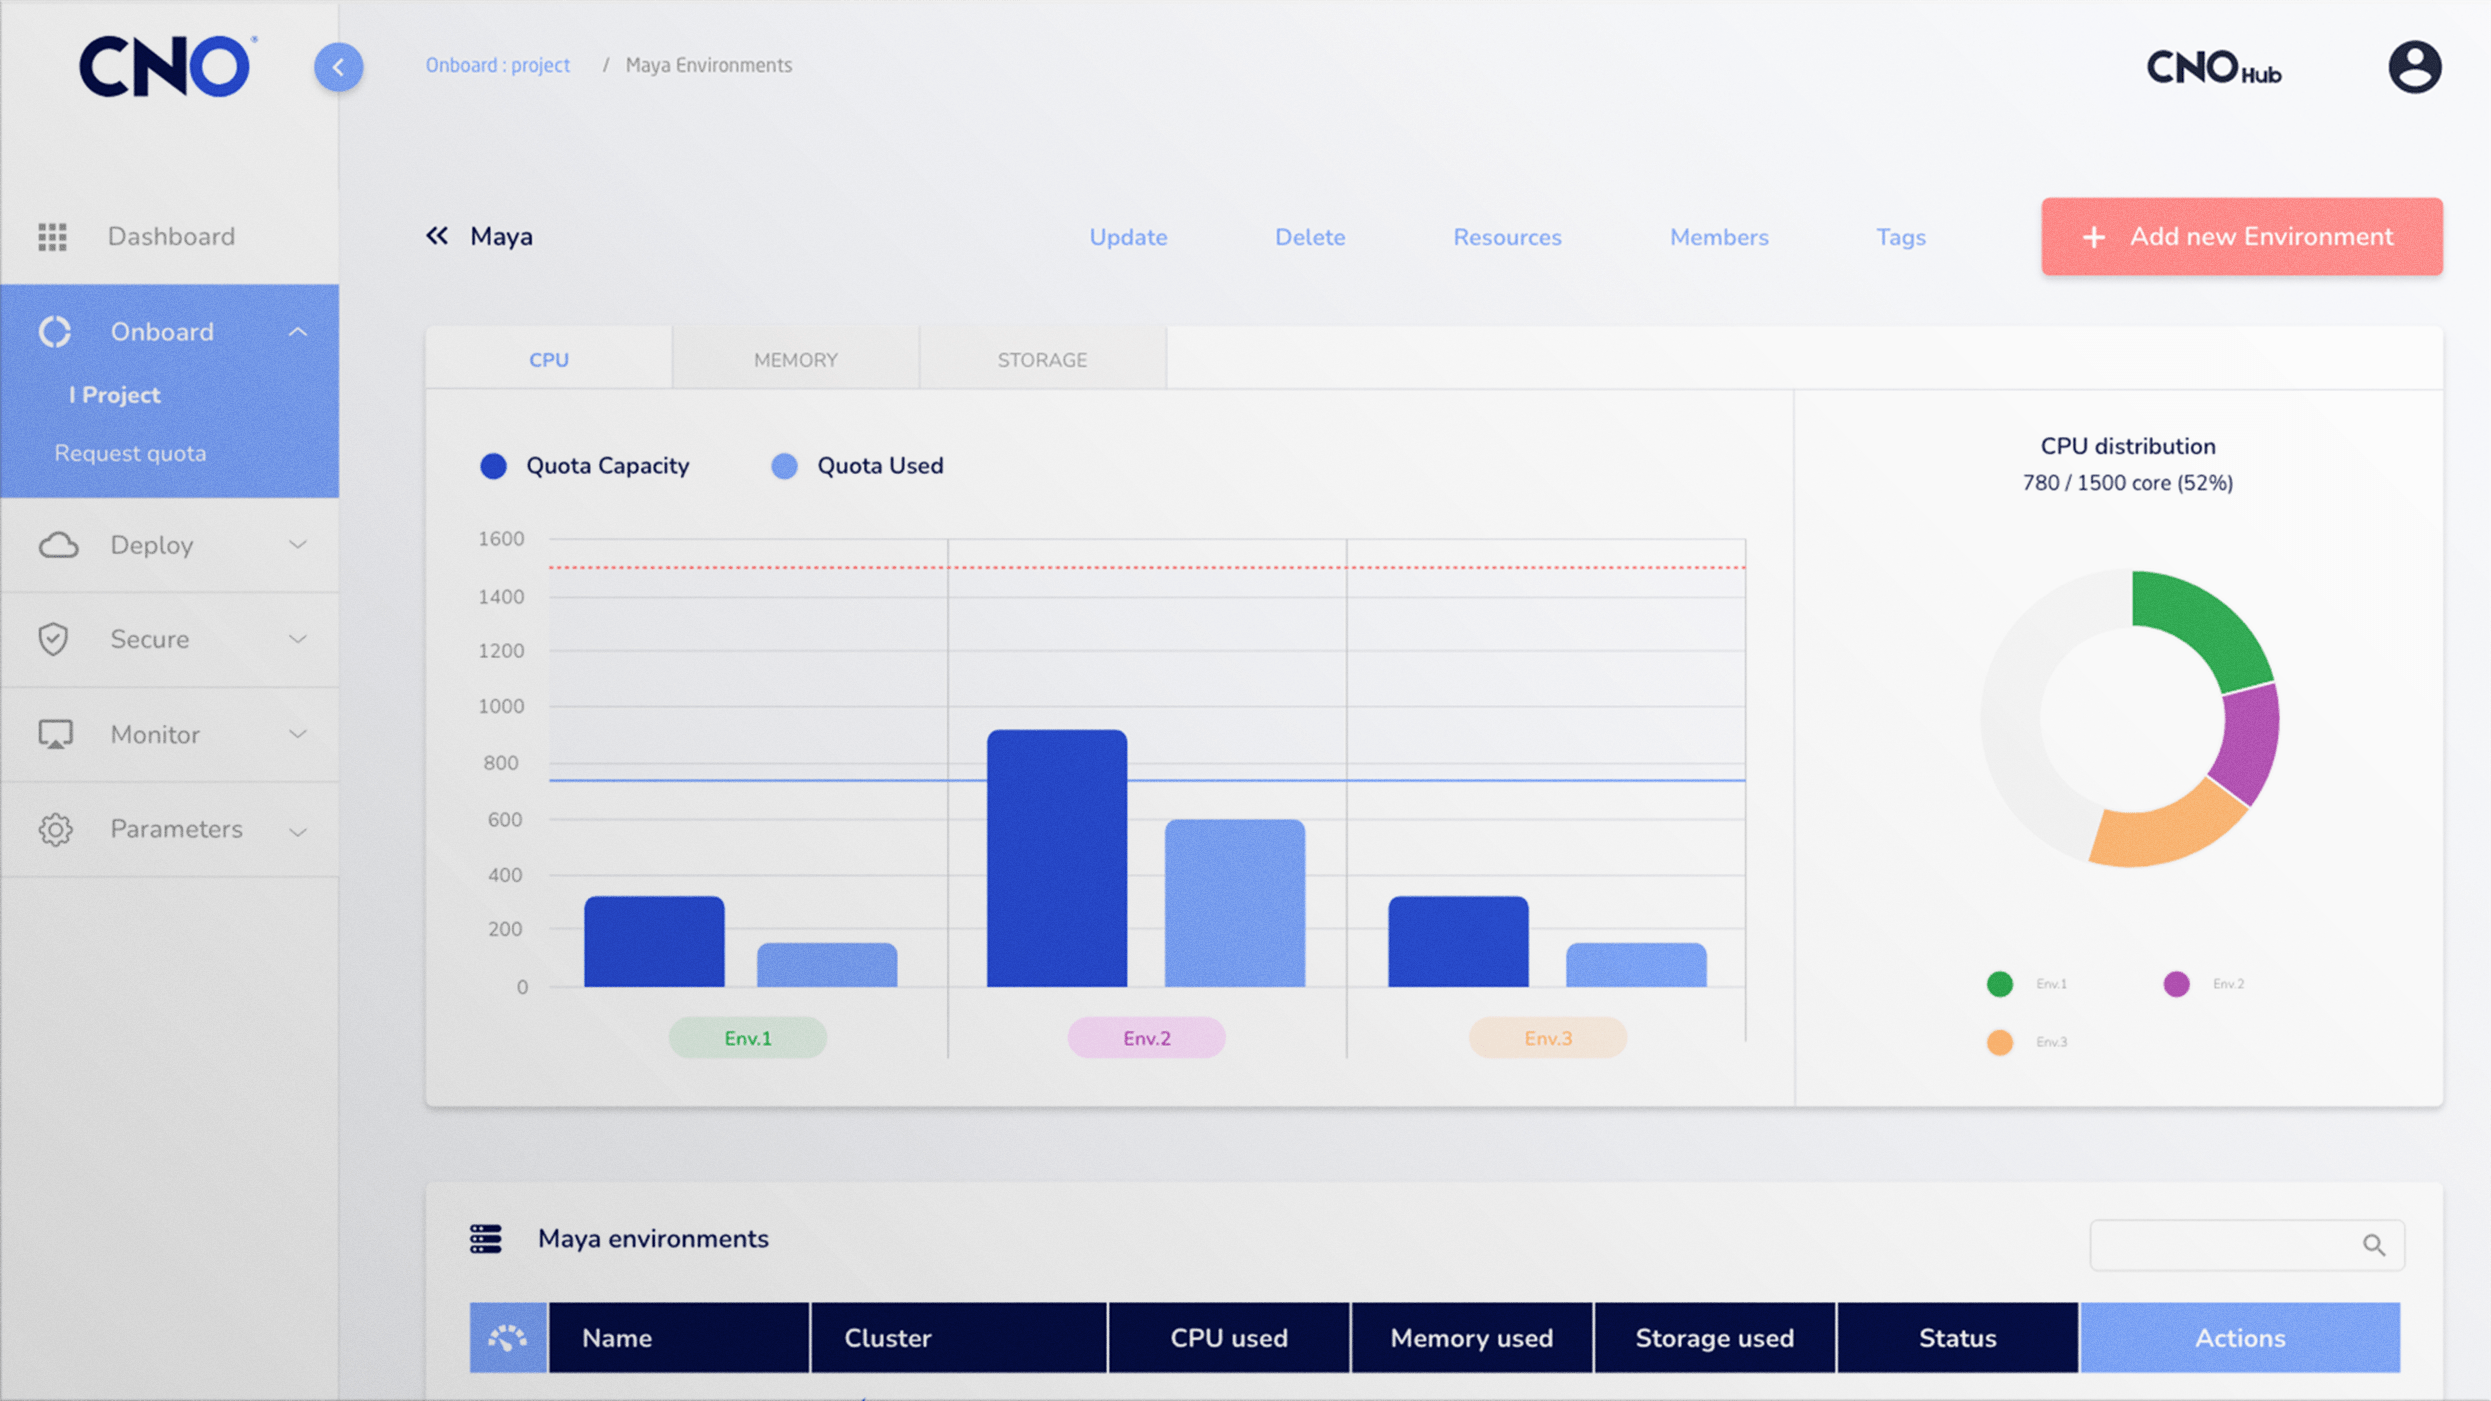 CNO
Onboard : project / Maya Environments
CNO Hub
Dashboard
Onboard
I Project
Request quota
Deploy
Secure
Monitor
Parameters
Maya
Update Delete Resources Members Tags
+ Add new Environment
CPU MEMORY STORAGE
Quota Capacity Quota Used
1600
1400
1200
1000
800
600
400
200
0
Env.1 Env.2 Env.3
CPU distribution
780 / 1500 core (52%)
Env.1 Env.2
Env.3
Maya environments
Name Cluster CPU used Memory used Storage used Status Actions